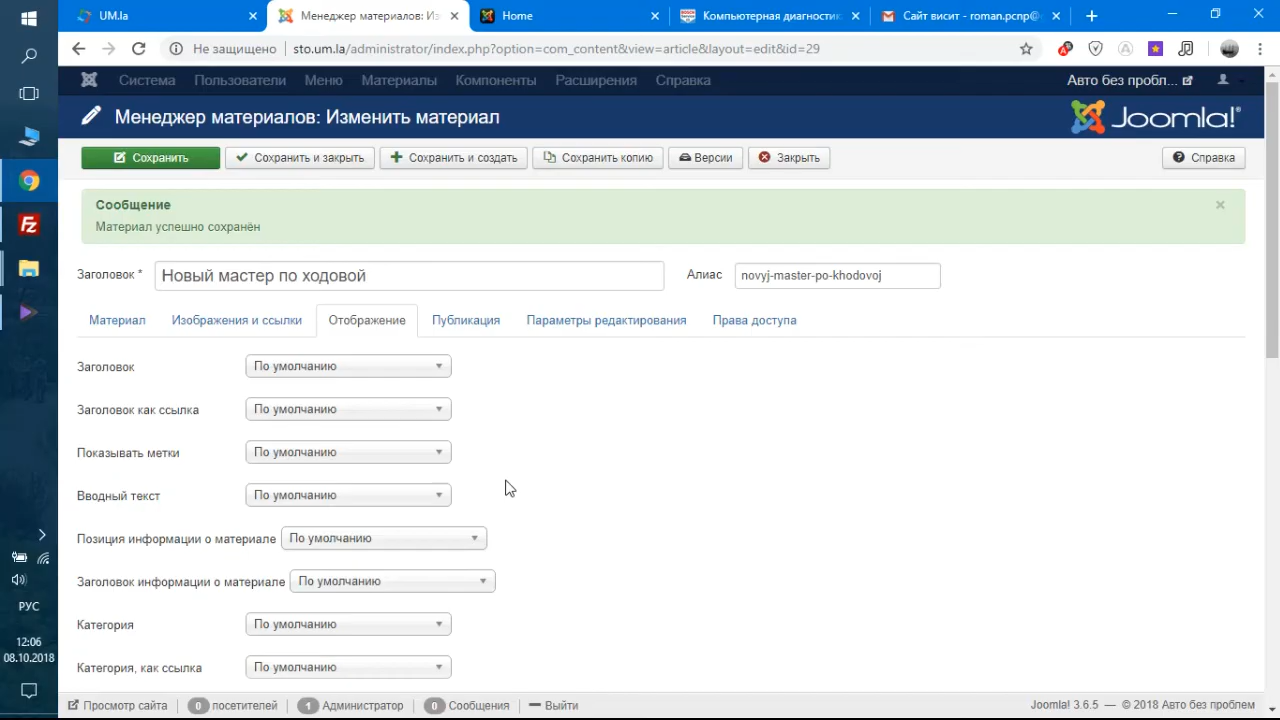 UM.la
Менеджер материалов: Из
Home
Компьютерная диагности
Сайт висит - roman.pcnp@
Не защищено
sto.um.la/administrator/index.php?option=com_content&view=article&layout=edit&id=29
Система Пользователи Меню Материалы Компоненты Расширения Справка
Авто без пробл...
Менеджер материалов: Изменить материал
Joomla!®
Сохранить
Сохранить и закрыть
Сохранить и создать
Сохранить копию
Версии
Закрыть
Справка
Сообщение
Материал успешно сохранён
Заголовок * Новый мастер по ходовой
Алиас novyj-master-po-khodovoj
Материал Изображения и ссылки Отображение Публикация Параметры редактирования Права доступа
Заголовок По умолчанию
Заголовок как ссылка По умолчанию
Показывать метки По умолчанию
Вводный текст По умолчанию
Позиция информации о материале По умолчанию
Заголовок информации о материале По умолчанию
Категория По умолчанию
Категория, как ссылка По умолчанию
Просмотр сайта 0 посетителей 1 Администратор 0 Сообщения Выйти
Joomla! 3.6.5 — © 2018 Авто без проблем
РУС
12:06
08.10.2018